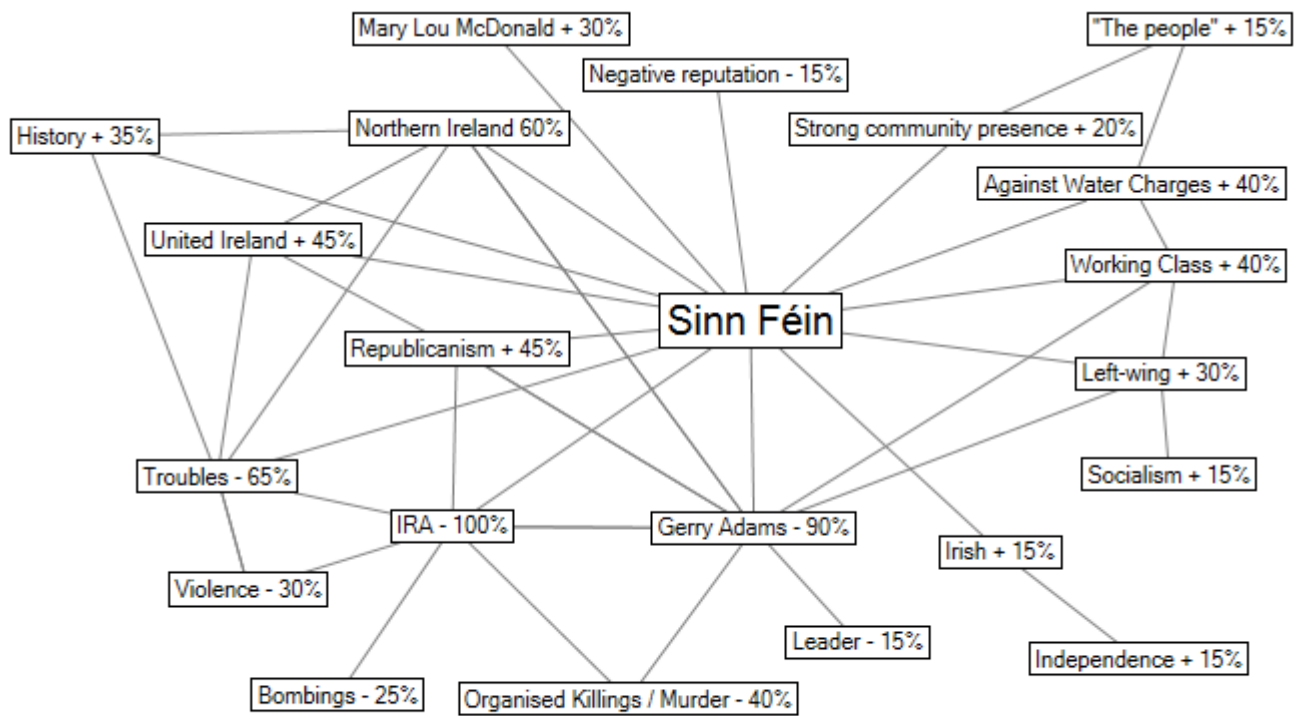 Mary Lou McDonald + 30%
"The people" + 15%
Negative reputation - 15%
History + 35%
Northern Ireland 60%
Strong community presence + 20%
Against Water Charges + 40%
United Ireland + 45%
Working Class + 40%
Sinn Féin
Republicanism + 45%
Left-wing + 30%
Troubles - 65%
Socialism + 15%
IRA - 100%
Gerry Adams - 90%
Irish + 15%
Violence - 30%
Leader - 15%
Independence + 15%
Bombings - 25%
Organised Killings / Murder - 40%